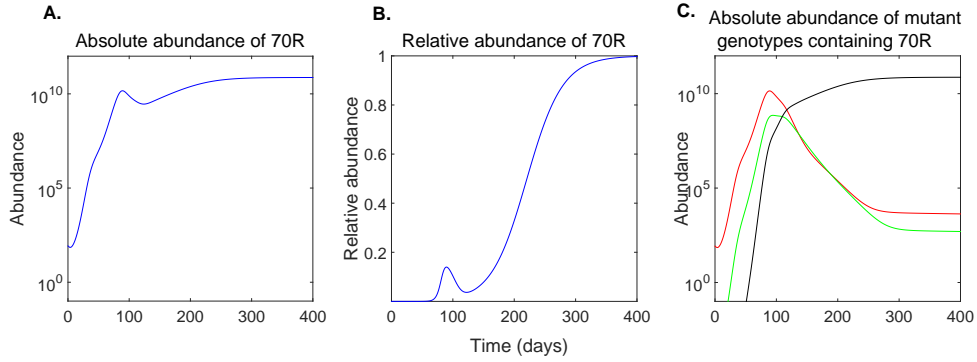 A.
Absolute abundance of 70R
Abundance
10^10
10^5
10^0
0 100 200 300 400
B.
Relative abundance of 70R
Relative abundance
1
0.8
0.6
0.4
0.2
0 100 200 300 400
Time (days)
C.
Absolute abundance of mutant
genotypes containing 70R
Abundance
10^10
10^5
10^0
0 100 200 300 400